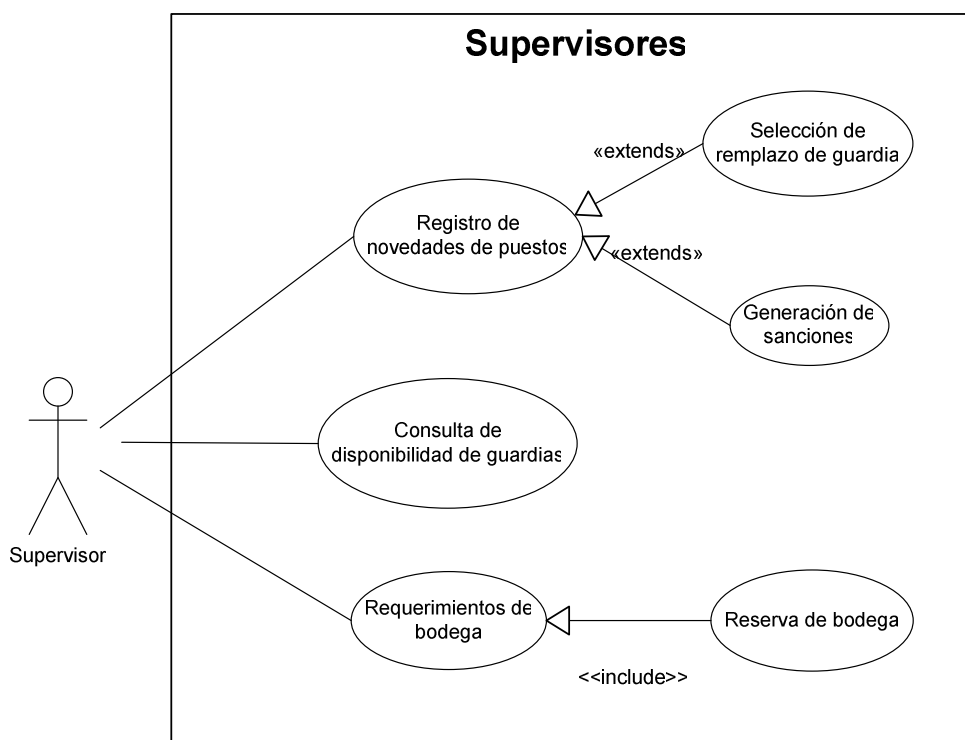 Supervisores
Selección de
remplazo de guardia
«extends»
Registro de
novedades de puestos
«extends»
Generación de
sanciones
Consulta de
disponibilidad de guardias
Supervisor
Requerimientos de
bodega
Reserva de bodega
<<include>>